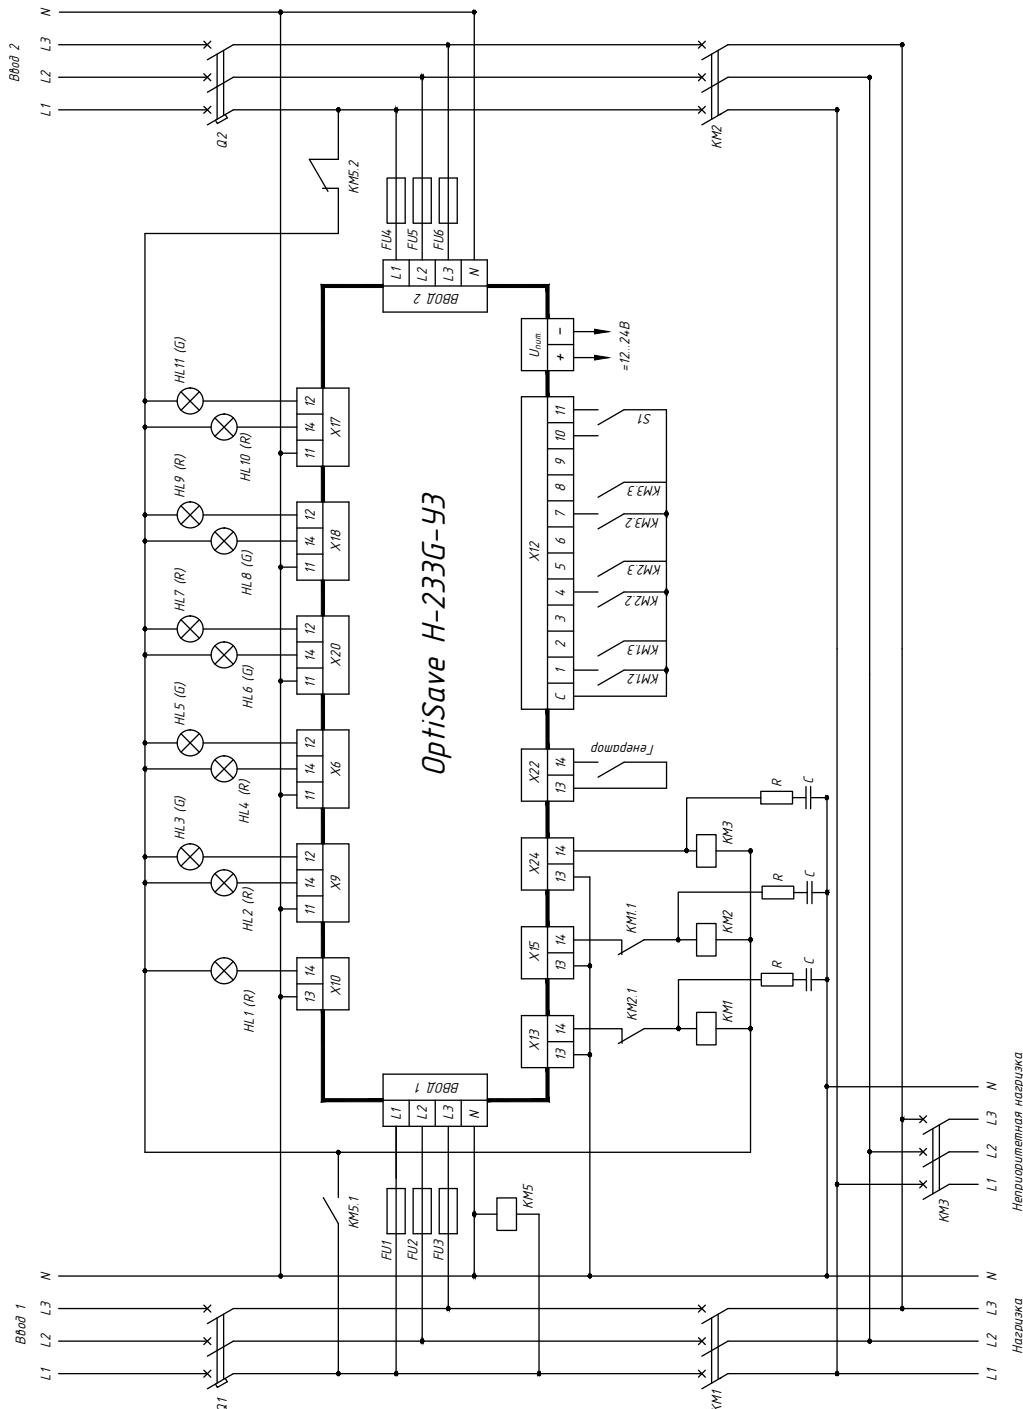 Ввод 1
L1
L2
L3
N
Q1
KM5.1
FU1
FU2
FU3
KM5
KM1
Нагрузка
L1
L2
L3
N
Неприоритетная нагрузка
L1
L2
L3
N
KM3
ВВОД 1
L1
L2
L3
N
HL1 (R)
HL2 (R)
HL3 (G)
HL4 (R)
HL5 (G)
HL6 (G)
HL7 (R)
HL8 (G)
HL9 (R)
HL10 (R)
HL11 (G)
13
14
X10
11
14
12
X9
11
14
12
X6
11
14
12
X20
11
14
12
X18
11
14
12
X17
OptiSave H-233G-У3
X13
13
14
X15
13
14
X24
13
14
X22
13
14
X12
C
1
2
3
4
5
6
7
8
9
10
11
Uпит.
+
−
=12...24В
KM2.1
KM1.1
KM1
KM2
KM3
R
C
R
C
R
C
Генератор
KM1.2
KM1.3
KM2.2
KM2.3
KM3.2
KM3.3
S1
ВВОД 2
L1
L2
L3
N
FU4
FU5
FU6
KM5.2
Q2
KM2
Ввод 2
L1
L2
L3
N